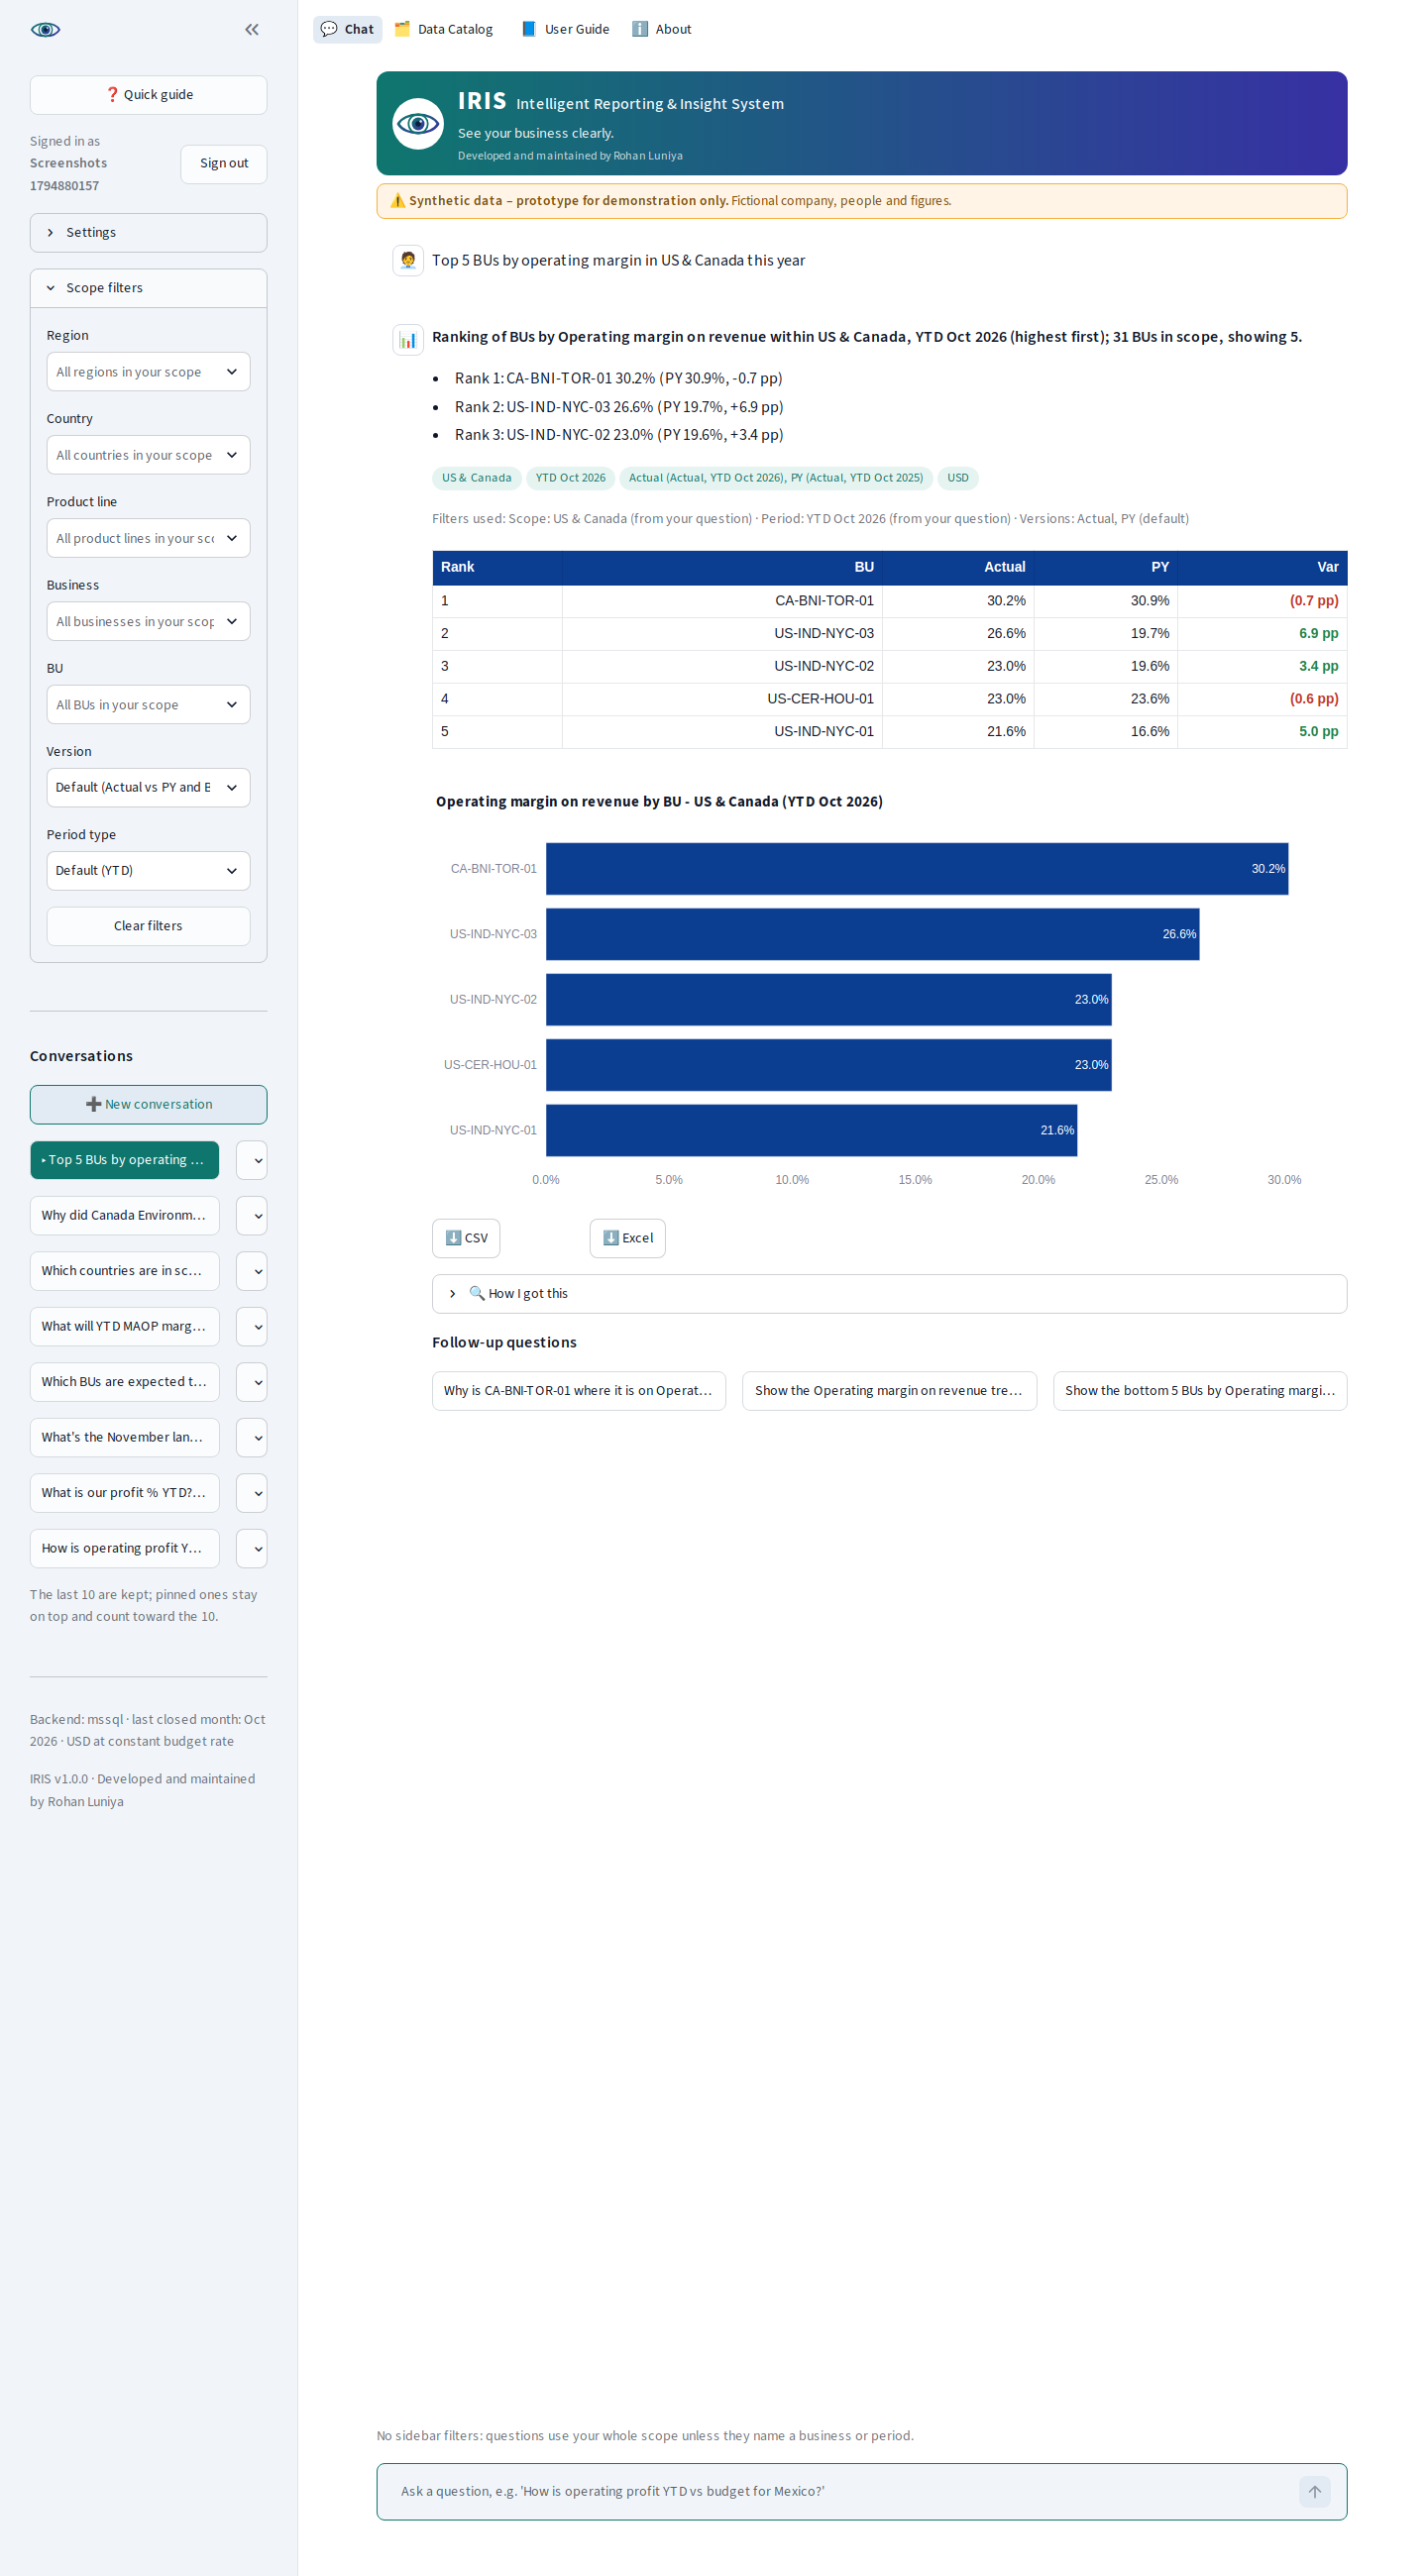 Quick guide
Signed in as
Screenshots
1794880157
Sign out
Settings
Scope filters
Region
All regions in your scope
Country
All countries in your scope
Product line
All product lines in your sco
Business
All businesses in your scop
BU
All BUs in your scope
Version
Default (Actual vs PY and B
Period type
Default (YTD)
Clear filters
Conversations
New conversation
Top 5 BUs by operating …
Why did Canada Environm…
Which countries are in sc…
What will YTD MAOP marg…
Which BUs are expected t…
What's the November lan…
What is our profit % YTD?…
How is operating profit Y…
The last 10 are kept; pinned ones stay
on top and count toward the 10.
Backend: mssql · last closed month: Oct
2026 · USD at constant budget rate
IRIS v1.0.0 · Developed and maintained
by Rohan Luniya
Chat Data Catalog User Guide About
IRIS Intelligent Reporting & Insight System
See your business clearly.
Developed and maintained by Rohan Luniya
Synthetic data – prototype for demonstration only. Fictional company, people and figures.
Top 5 BUs by operating margin in US & Canada this year
Ranking of BUs by Operating margin on revenue within US & Canada, YTD Oct 2026 (highest first); 31 BUs in scope, showing 5.
• Rank 1: CA-BNI-TOR-01 30.2% (PY 30.9%, -0.7 pp)
• Rank 2: US-IND-NYC-03 26.6% (PY 19.7%, +6.9 pp)
• Rank 3: US-IND-NYC-02 23.0% (PY 19.6%, +3.4 pp)
US & Canada YTD Oct 2026 Actual (Actual, YTD Oct 2026), PY (Actual, YTD Oct 2025) USD
Filters used: Scope: US & Canada (from your question) · Period: YTD Oct 2026 (from your question) · Versions: Actual, PY (default)
Rank BU Actual PY Var
1 CA-BNI-TOR-01 30.2% 30.9% (0.7 pp)
2 US-IND-NYC-03 26.6% 19.7% 6.9 pp
3 US-IND-NYC-02 23.0% 19.6% 3.4 pp
4 US-CER-HOU-01 23.0% 23.6% (0.6 pp)
5 US-IND-NYC-01 21.6% 16.6% 5.0 pp
Operating margin on revenue by BU - US & Canada (YTD Oct 2026)
CA-BNI-TOR-01 30.2%
US-IND-NYC-03 26.6%
US-IND-NYC-02 23.0%
US-CER-HOU-01 23.0%
US-IND-NYC-01 21.6%
0.0% 5.0% 10.0% 15.0% 20.0% 25.0% 30.0%
CSV Excel
How I got this
Follow-up questions
Why is CA-BNI-TOR-01 where it is on Operat…
Show the Operating margin on revenue tre…
Show the bottom 5 BUs by Operating margi…
No sidebar filters: questions use your whole scope unless they name a business or period.
Ask a question, e.g. 'How is operating profit YTD vs budget for Mexico?'